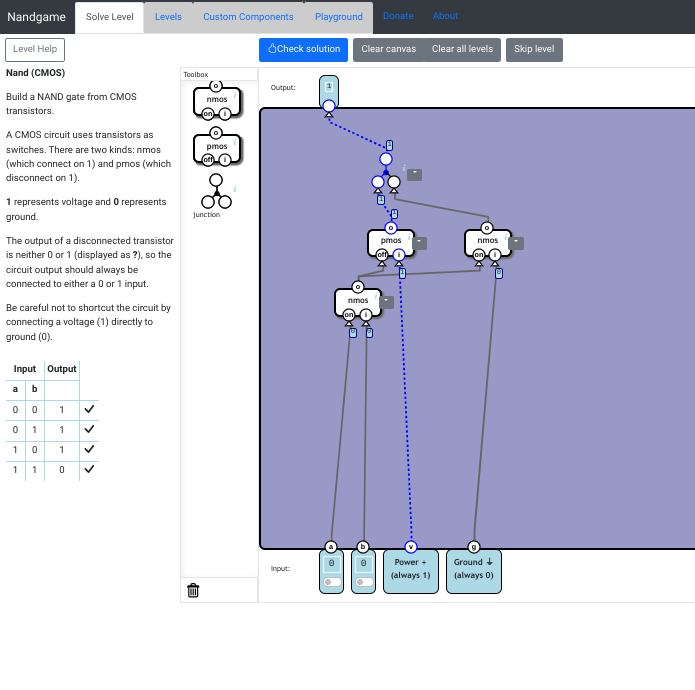 Nandgame
Solve Level
Levels
Custom Components
Playground
Donate
About
Level Help
Check solution
Clear canvas
Clear all levels
Skip level
Nand (CMOS)
Build a NAND gate from CMOS
transistors.
A CMOS circuit uses transistors as
switches. There are two kinds: nmos
(which connect on 1) and pmos (which
disconnect on 1).
1 represents voltage and 0 represents
ground.
The output of a disconnected transistor
is neither 0 or 1 (displayed as ?), so the
circuit output should always be
connected to either a 0 or 1 input.
Be careful not to shortcut the circuit by
connecting a voltage (1) directly to
ground (0).
Input Output
a b
0 0 1
0 1 1
1 0 1
1 1 0
Toolbox
o
nmos
i
on i
o
pmos
i
off i
i
Junction
Output:
1
1
1
1
o
pmos
off i
1
o
nmos
i
on i
0
o
nmos
i
on i
0 0
a b v g
Input:
0
0
Power +
(always 1)
Ground ↓
(always 0)